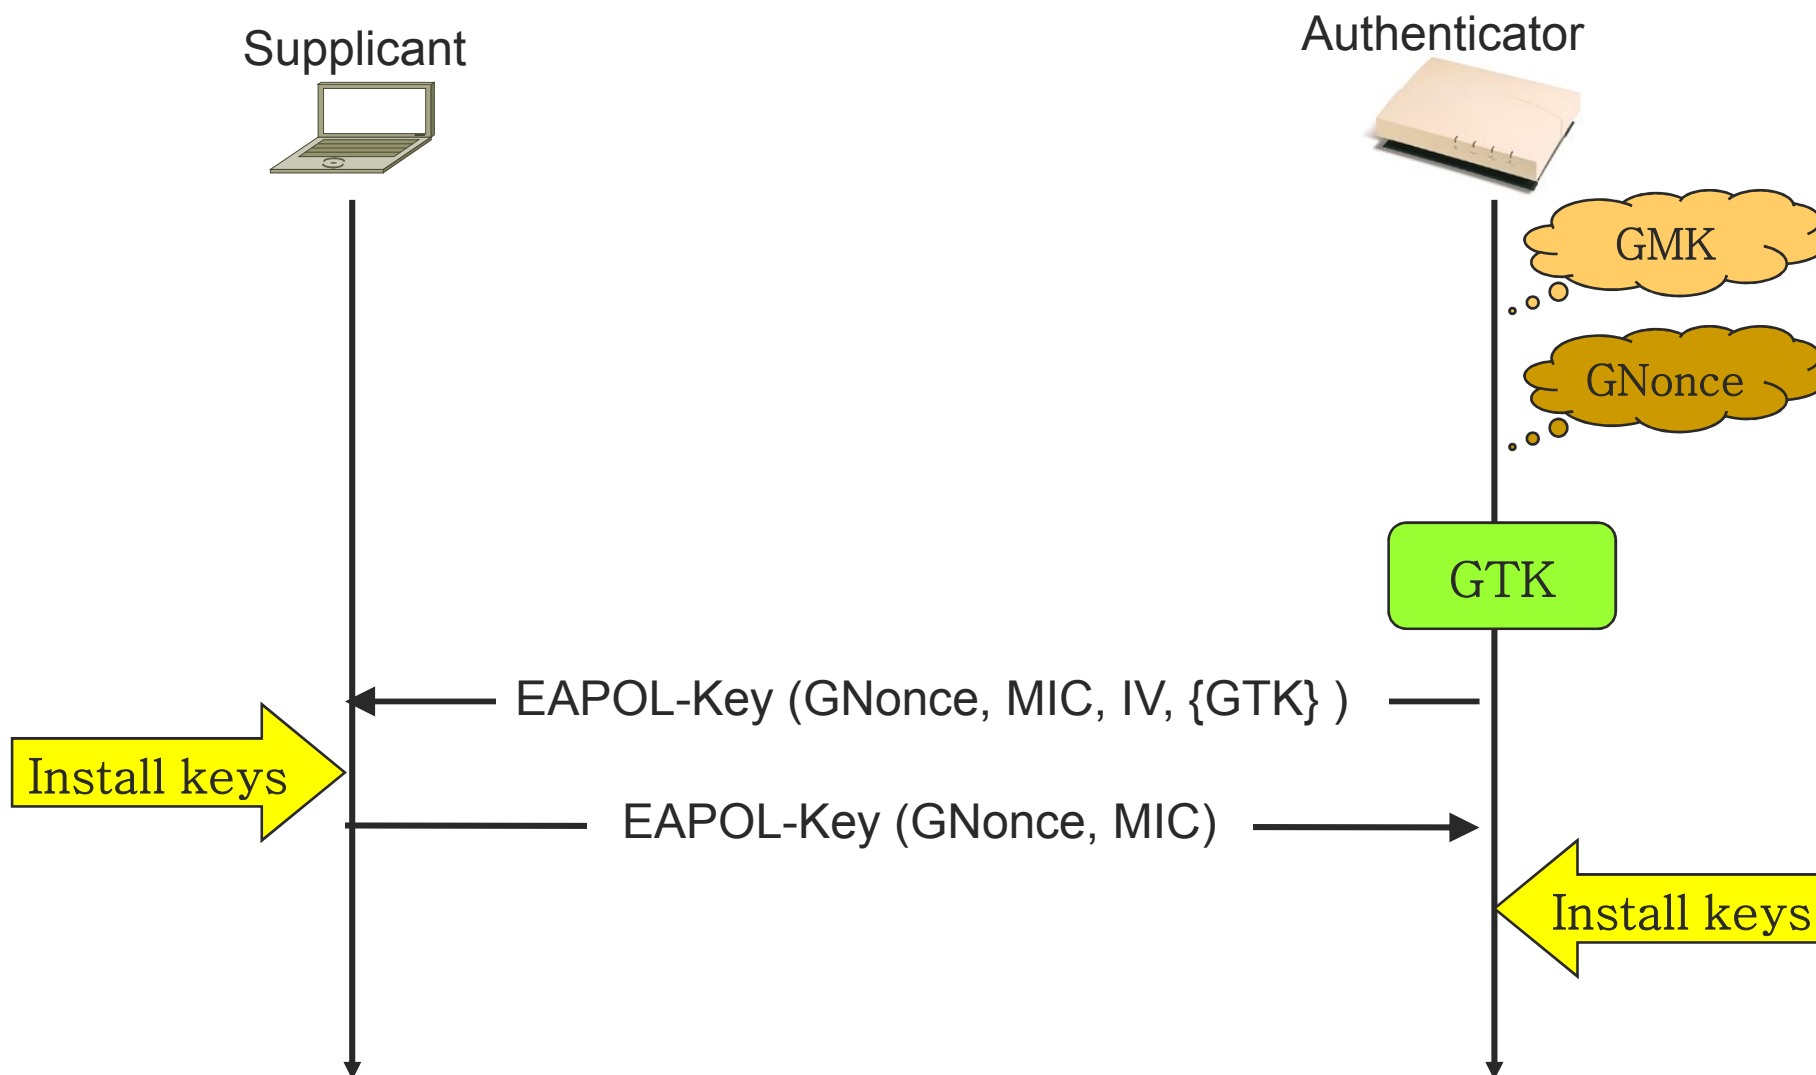 Supplicant
Authenticator
GMK
GNonce
GTK
EAPOL-Key (GNonce, MIC, IV, {GTK} )
Install keys
EAPOL-Key (GNonce, MIC)
Install keys